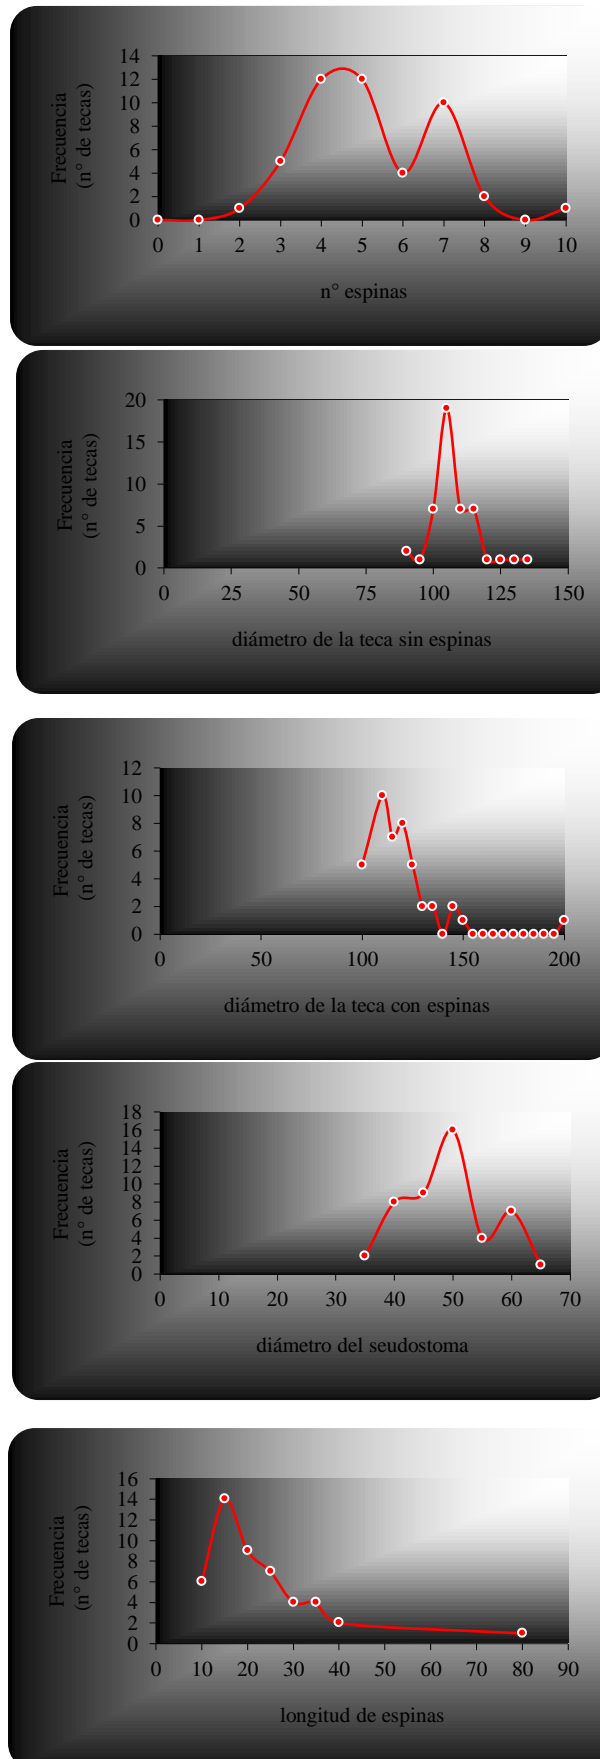 Frecuencia
(n° de tecas)
14
12
10
8
6
4
2
0
0 1 2 3 4 5 6 7 8 9 10
n° espinas
Frecuencia
(n° de tecas)
20
15
10
5
0
0 25 50 75 100 125 150
diámetro de la teca sin espinas
Frecuencia
(n° de tecas)
12
10
8
6
4
2
0
0 50 100 150 200
diámetro de la teca con espinas
Frecuencia
(n° de tecas)
18
16
14
12
10
8
6
4
2
0
0 10 20 30 40 50 60 70
diámetro del seudostoma
Frecuencia
(n° de tecas)
16
14
12
10
8
6
4
2
0
0 10 20 30 40 50 60 70 80 90
longitud de espinas